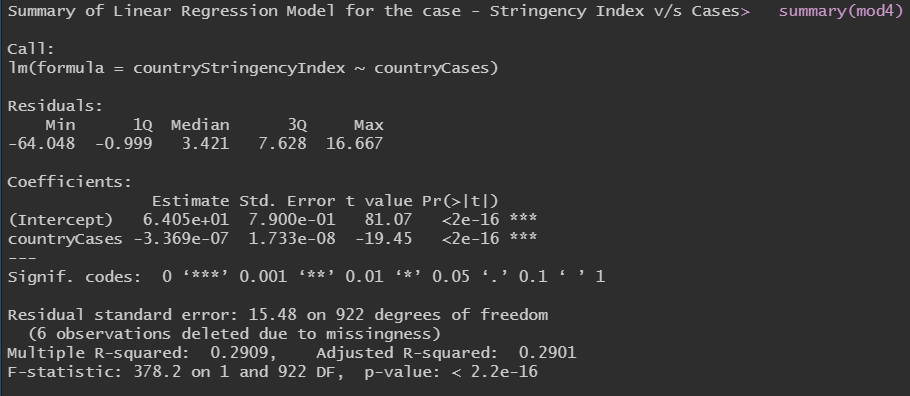 Summary of Linear Regression Model for the case - Stringency Index v/s Cases>   summary(mod4)
Call:
lm(formula = countryStringencyIndex ~ countryCases)
Residuals:
    Min      1Q  Median      3Q     Max
-64.048  -0.999   3.421   7.628  16.667
Coefficients:
               Estimate Std. Error t value Pr(>|t|)
(Intercept)   6.405e+01  7.900e-01   81.07   <2e-16 ***
countryCases -3.369e-07  1.733e-08  -19.45   <2e-16 ***
---
Signif. codes:  0 ‘***’ 0.001 ‘**’ 0.01 ‘*’ 0.05 ‘.’ 0.1 ‘ ’ 1
Residual standard error: 15.48 on 922 degrees of freedom
  (6 observations deleted due to missingness)
Multiple R-squared:  0.2909,    Adjusted R-squared:  0.2901
F-statistic: 378.2 on 1 and 922 DF,  p-value: < 2.2e-16